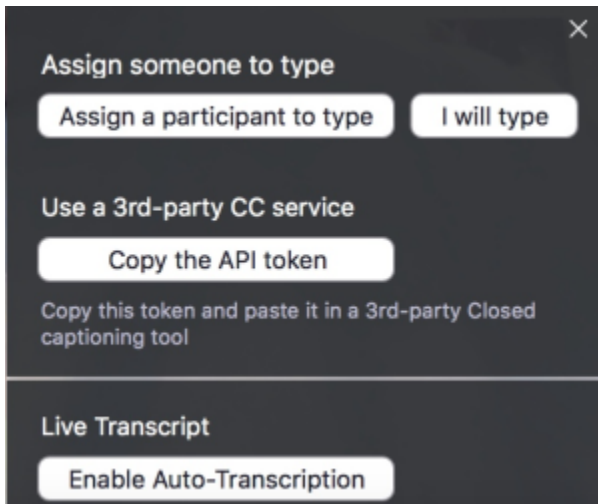 Assign someone to type
Assign a participant to type I will type
Use a 3rd-party CC service
Copy the API token
Copy this token and paste it in a 3rd-party Closed
captioning tool
Live Transcript
Enable Auto-Transcription